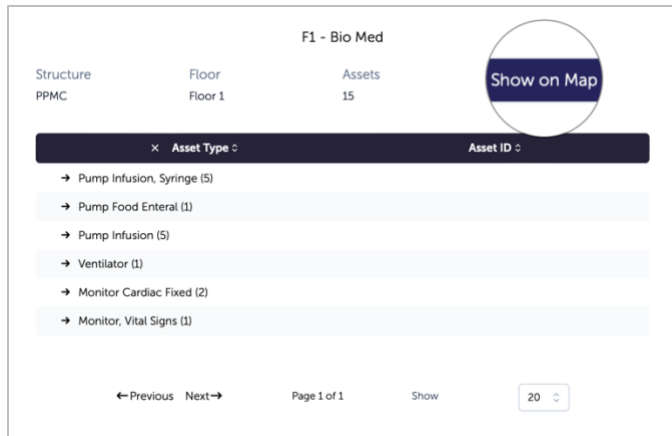 F1 - Bio Med
Structure Floor Assets
PPMC Floor 1 15
Show on Map
× Asset Type Asset ID
→ Pump Infusion, Syringe (5)
→ Pump Food Enteral (1)
→ Pump Infusion (5)
→ Ventilator (1)
→ Monitor Cardiac Fixed (2)
→ Monitor, Vital Signs (1)
←Previous Next→ Page 1 of 1 Show 20